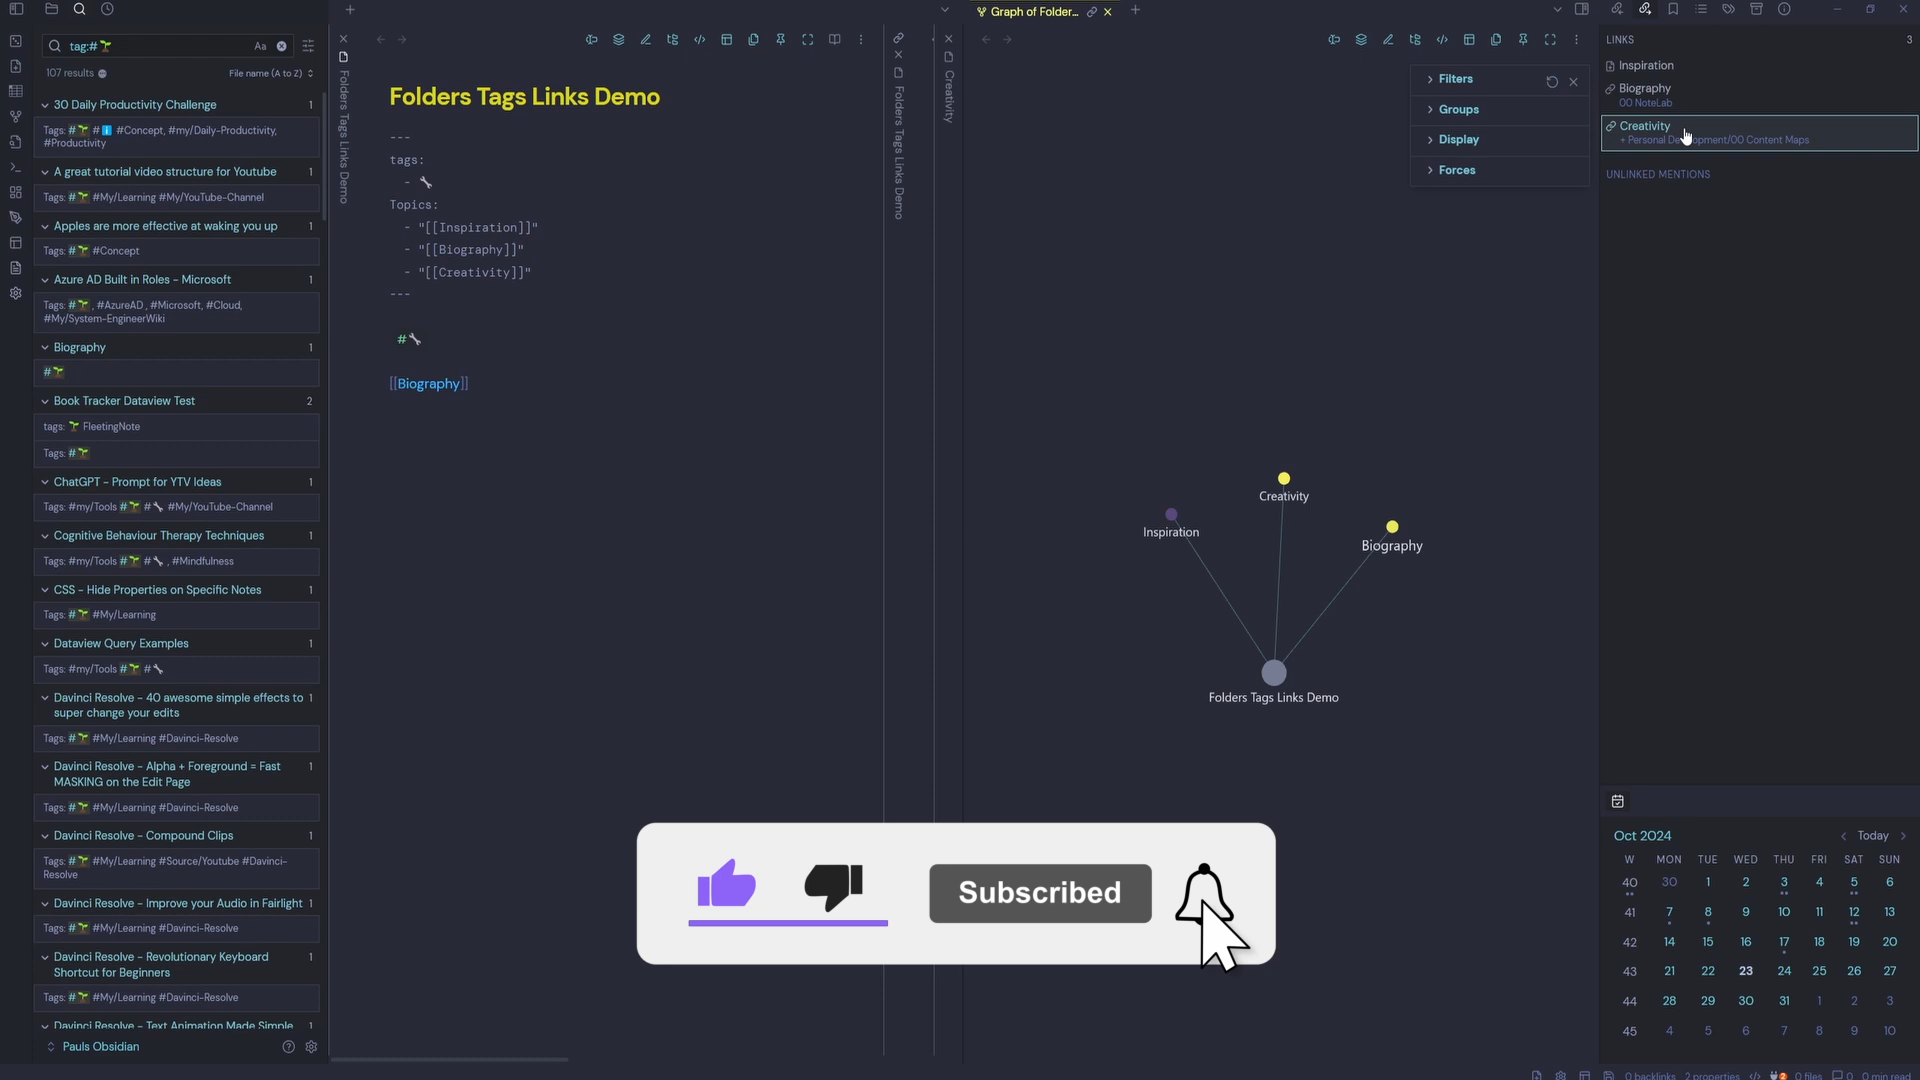 tag:#🌱
Aa
107 results
File name (A to Z)
30 Daily Productivity Challenge 1
Tags: #🌱 #ℹ️ #Concept, #my/Daily-Productivity,
#Productivity
A great tutorial video structure for Youtube 1
Tags: #🌱 #My/Learning #My/YouTube-Channel
Apples are more effective at waking you up 1
Tags: #🌱 #Concept
Azure AD Built in Roles - Microsoft 1
Tags: #🌱, #AzureAD, #Microsoft, #Cloud,
#My/System-EngineerWiki
Biography 1
#🌱
Book Tracker Dataview Test 2
tags: 🌱 FleetingNote
Tags: #🌱
ChatGPT - Prompt for YTV Ideas 1
Tags: #my/Tools #🌱 #🔧 #My/YouTube-Channel
Cognitive Behaviour Therapy Techniques 1
Tags: #my/Tools #🌱 #🔧, #Mindfulness
CSS - Hide Properties on Specific Notes 1
Tags: #🌱 #My/Learning
Dataview Query Examples 1
Tags: #my/Tools #🌱 #🔧
Davinci Resolve - 40 awesome simple effects to 1
super change your edits
Tags: #🌱 #My/Learning #Davinci-Resolve
Davinci Resolve - Alpha + Foreground = Fast 1
MASKING on the Edit Page
Tags: #🌱 #My/Learning #Davinci-Resolve
Davinci Resolve - Compound Clips 1
Tags: #🌱 #My/Learning #Source/Youtube #Davinci-
Resolve
Davinci Resolve - Improve your Audio in Fairlight 1
Tags: #🌱 #My/Learning #Davinci-Resolve
Davinci Resolve - Revolutionary Keyboard 1
Shortcut for Beginners
Tags: #🌱 #My/Learning #Davinci-Resolve
Davinci Resolve - Text Animation Made Simple 1
Pauls Obsidian
Folders Tags Links Demo
Folders Tags Links Demo
---
tags:
- 🔧
Topics:
- "[[Inspiration]]"
- "[[Biography]]"
- "[[Creativity]]"
---
#🔧
[[Biography]]
Folders Tags Links Demo
Creativity
Graph of Folder...
Filters
Groups
Display
Forces
Creativity
Inspiration
Biography
Folders Tags Links Demo
Subscribed
LINKS 3
Inspiration
Biography
00 NoteLab
Creativity
+ Personal Development/00 Content Maps
UNLINKED MENTIONS
Oct 2024
Today
W MON TUE WED THU FRI SAT SUN
40 30 1 2 3 4 5 6
41 7 8 9 10 11 12 13
42 14 15 16 17 18 19 20
43 21 22 23 24 25 26 27
44 28 29 30 31 1 2 3
45 4 5 6 7 8 9 10
0 backlinks 2 properties 2 0 files 0 0 min read